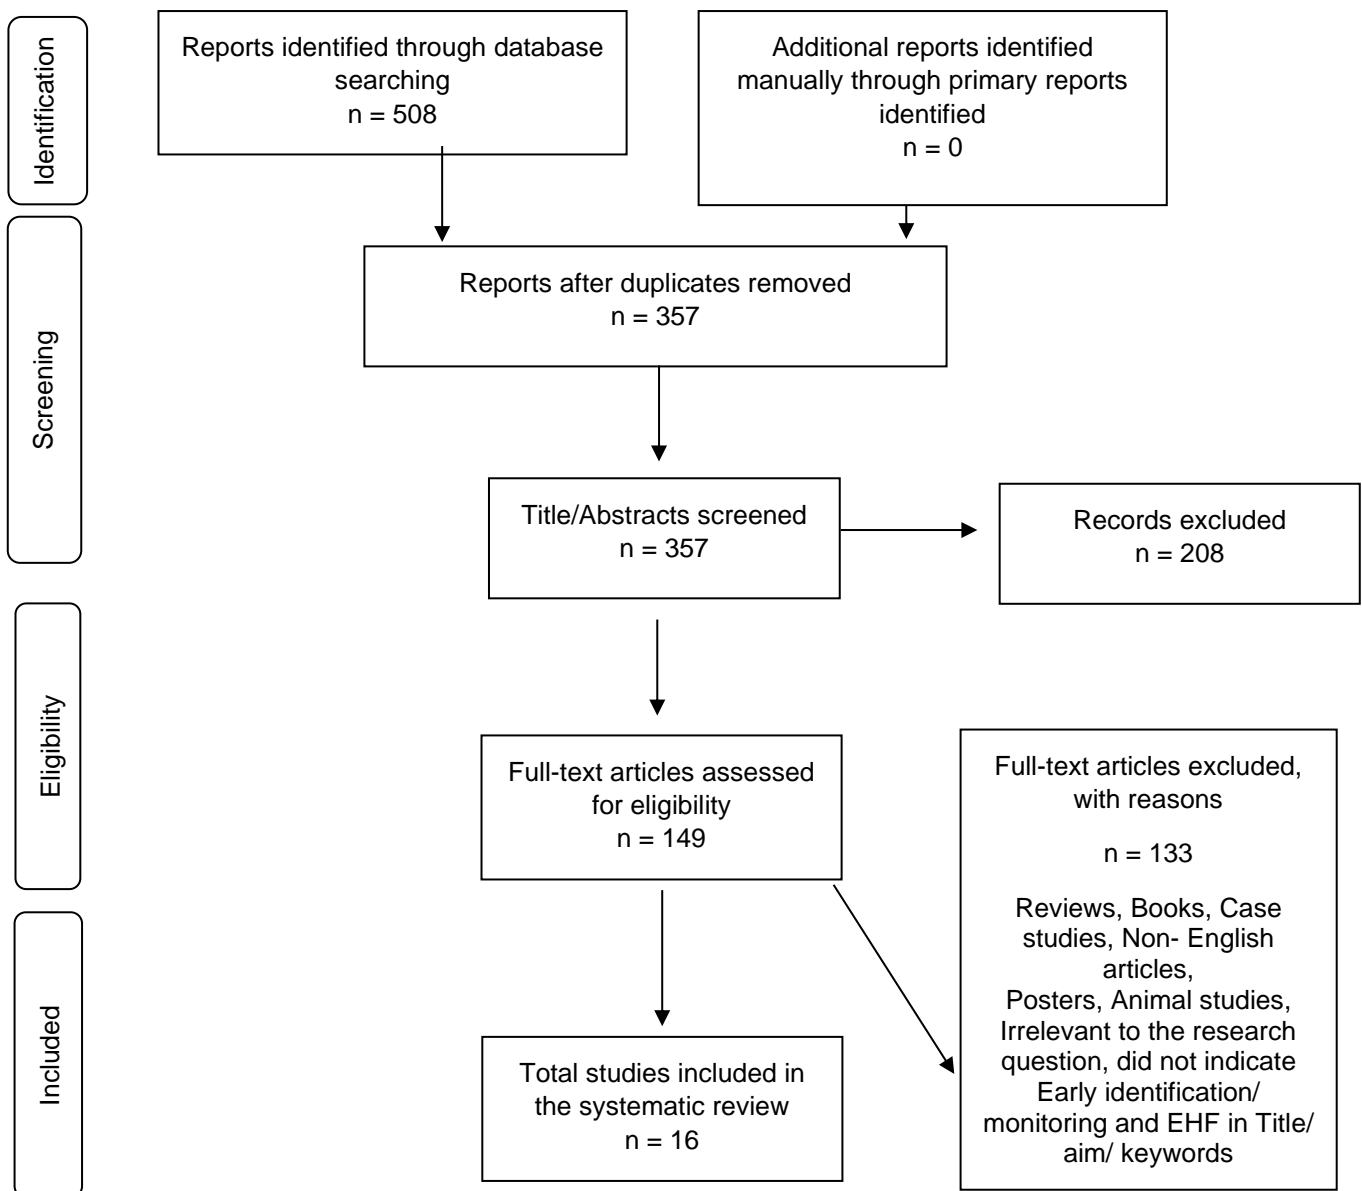 Identification
Reports identified through database
searching
n = 508
Additional reports identified
manually through primary reports
identified
n = 0
Screening
Reports after duplicates removed
n = 357
Title/Abstracts screened
n = 357
Records excluded
n = 208
Eligibility
Full-text articles assessed
for eligibility
n = 149
Full-text articles excluded,
with reasons
n = 133
Reviews, Books, Case
studies, Non- English
articles,
Posters, Animal studies,
Irrelevant to the research
question, did not indicate
Early identification/
monitoring and EHF in Title/
aim/ keywords
Included
Total studies included in
the systematic review
n = 16